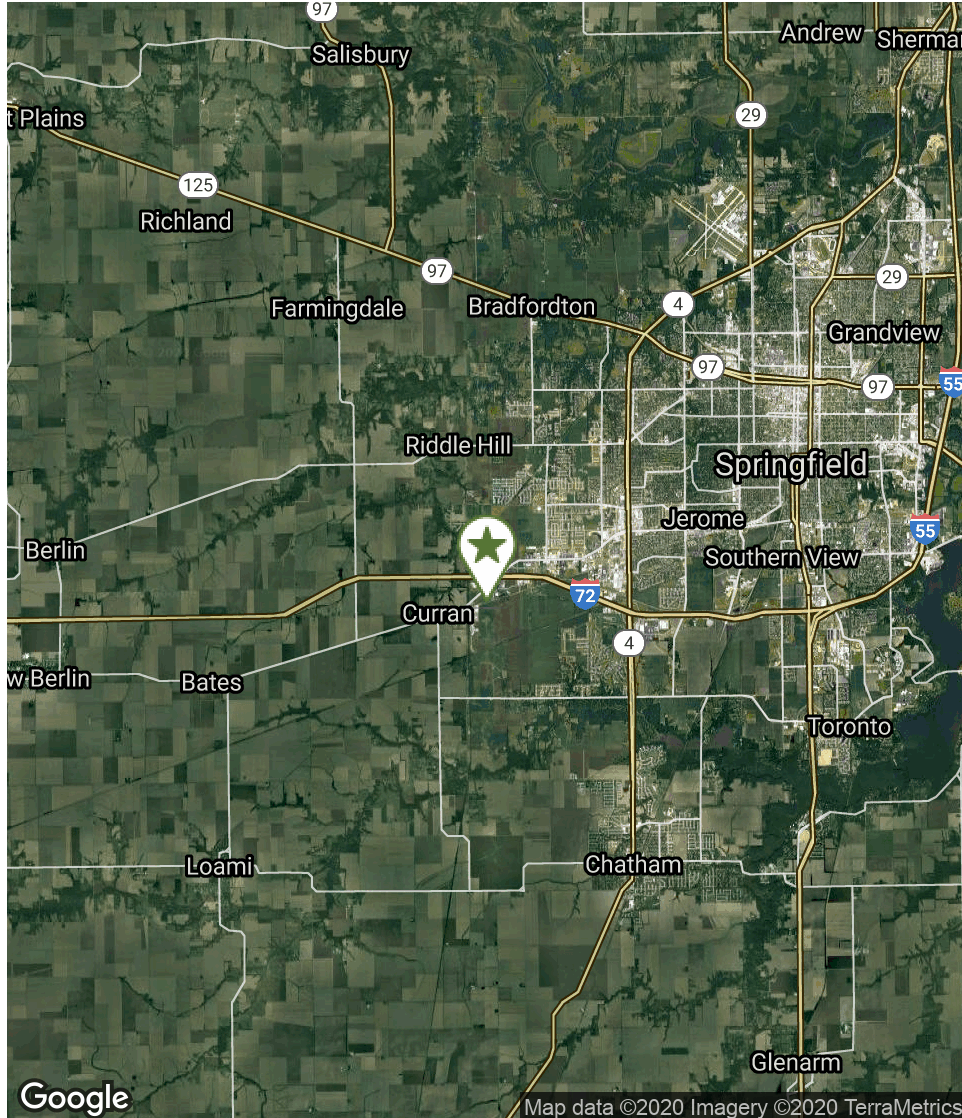 97
Salisbury
Andrew
Sherma
t Plains
29
125
Richland
97
29
Farmingdale
Bradfordton
4
Grandview
97
97
55
Riddle Hill
Springfield
Jerome
55
Berlin
Southern View
72
Curran
4
w Berlin
Bates
Toronto
Loami
Chatham
Glenarm
Google
Map data ©2020 Imagery ©2020 TerraMetrics